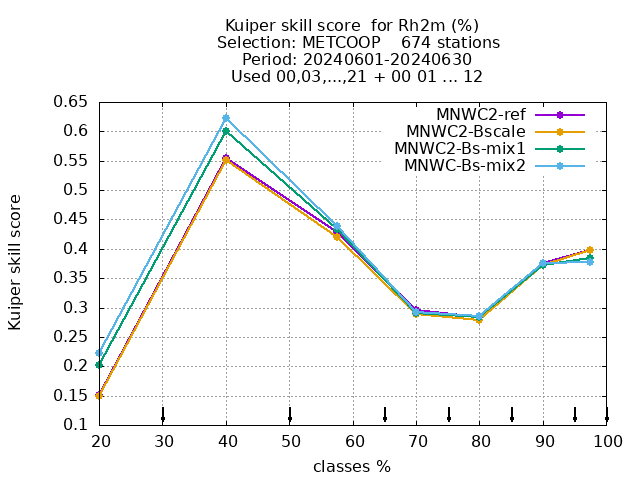 Kuiper skill score  for Rh2m (%)
Selection: METCOOP    674 stations
Period: 20240601-20240630
Used 00,03,...,21 + 00 01 ... 12
MNWC2-ref
MNWC2-Bscale
MNWC2-Bs-mix1
MNWC-Bs-mix2
Kuiper skill score
0.65
0.6
0.55
0.5
0.45
0.4
0.35
0.3
0.25
0.2
0.15
0.1
20 30 40 50 60 70 80 90 100
classes %